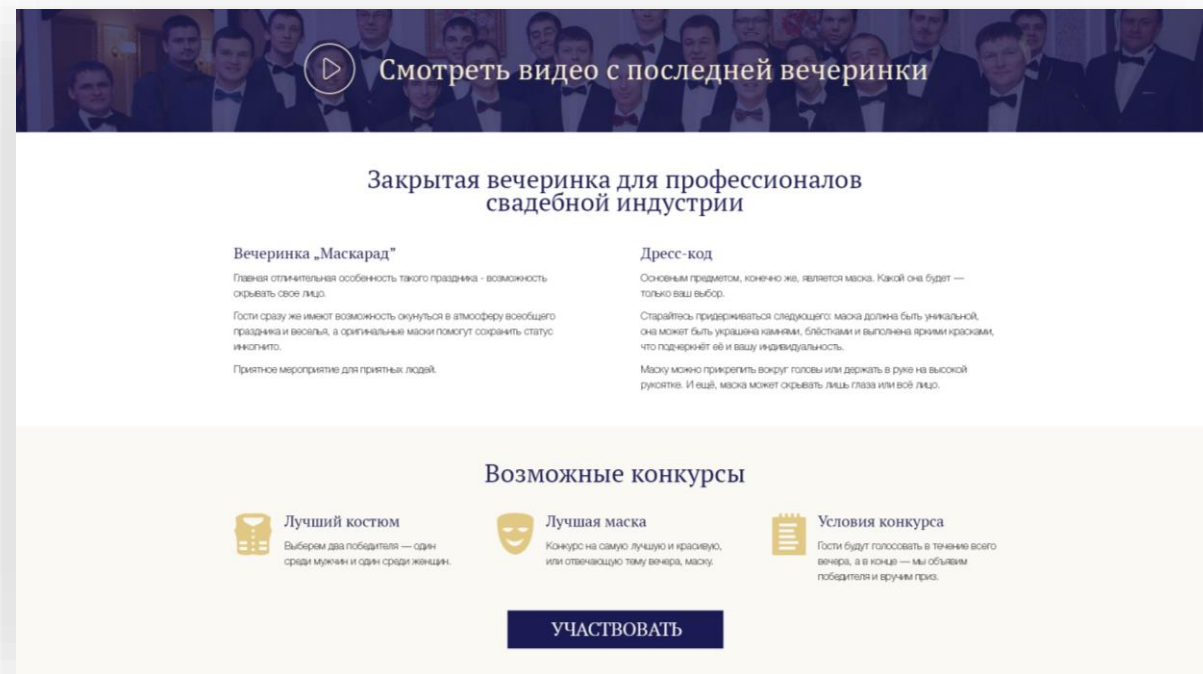 Смотреть видео с последней вечеринки
Закрытая вечеринка для профессионалов
свадебной индустрии
Вечеринка „Маскарад”
Главная отличительная особенность такого праздника - возможность
скрывать свое лицо.
Гости сразу же имеют возможность окунуться в атмосферу всеобщего
праздника и веселья, а оригинальные маски помогут сохранить статус
инкогнито.
Приятное мероприятие для приятных людей.
Дресс-код
Основным предметом, конечно же, является маска. Какой она будет —
только ваш выбор.
Старайтесь придерживаться следующего: маска должна быть уникальной,
она может быть украшена камнями, блёстками и выполнена яркими красками,
что подчеркнёт её и вашу индивидуальность.
Маску можно прикрепить вокруг головы или держать в руке на высокой
рукоятке. И ещё, маска может скрывать лишь глаза или всё лицо.
Возможные конкурсы
Лучший костюм
Выберем два победителя — один
среди мужчин и один среди женщин.
Лучшая маска
Конкурс на самую лучшую и красивую,
или отвечающую тему вечера, маску.
Условия конкурса
Гости будут голосовать в течение всего
вечера, а в конце — мы объявим
победителя и вручим приз.
УЧАСТВОВАТЬ